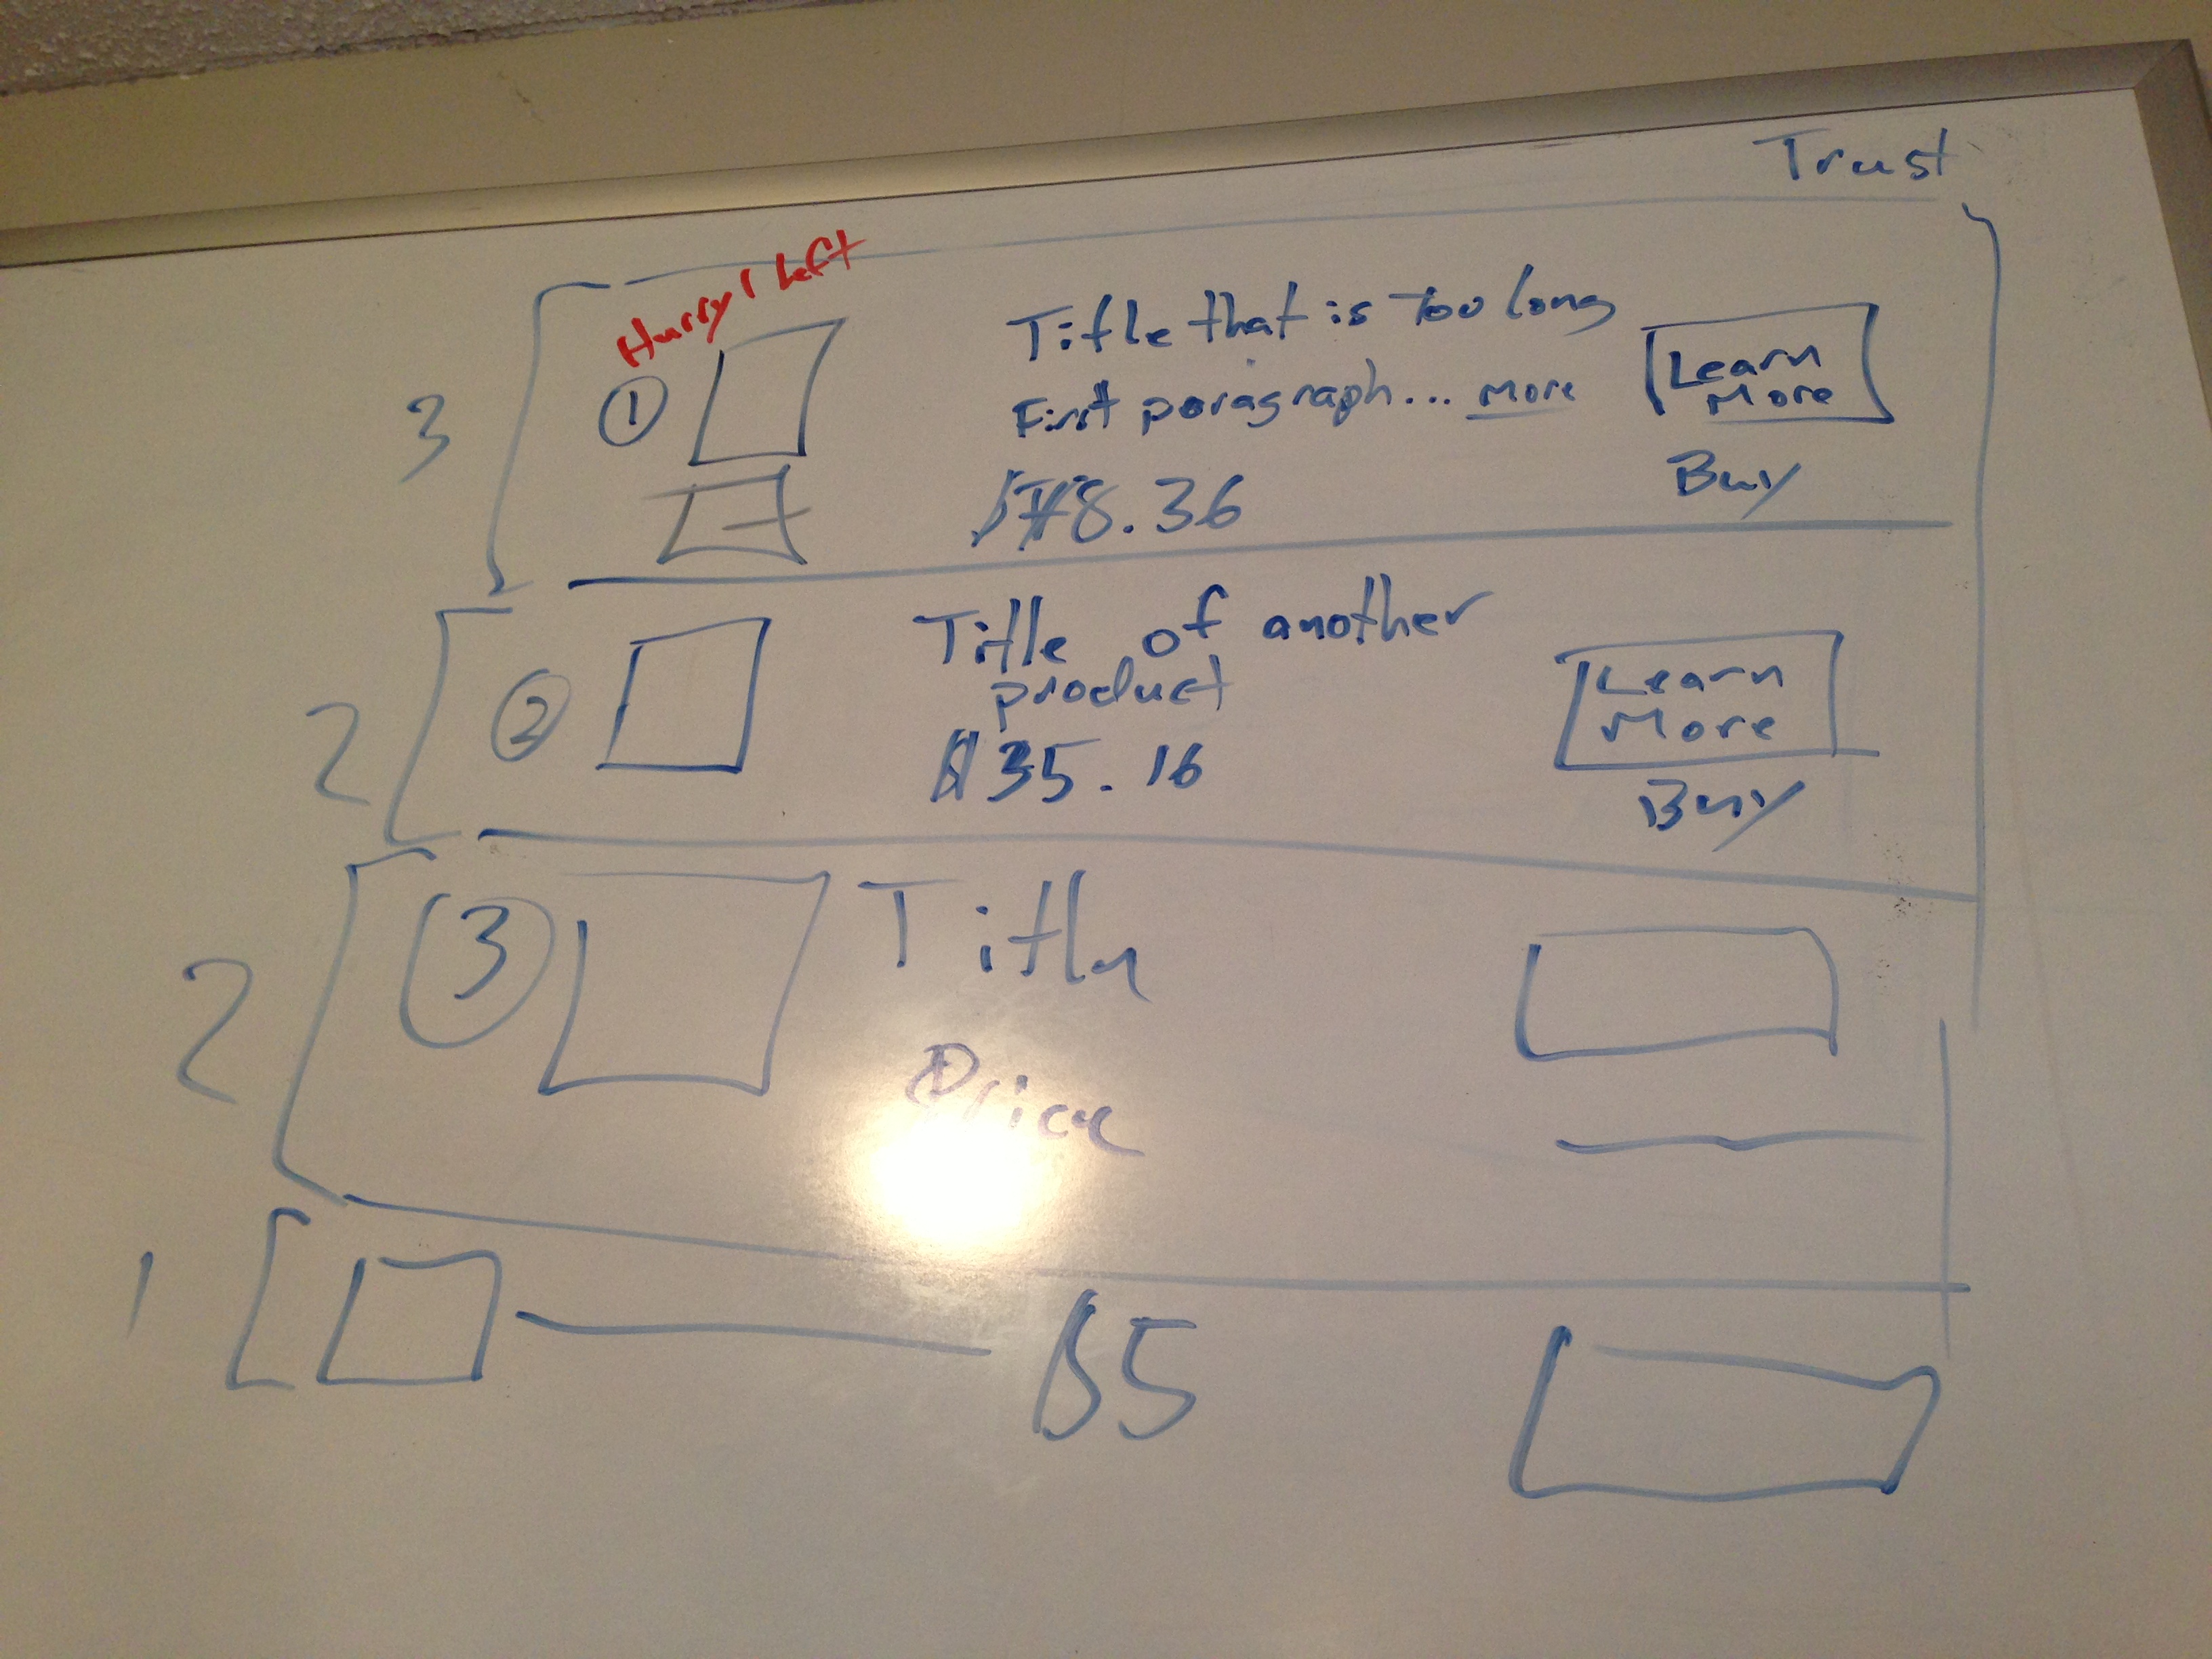 Trust
Hurry 1 Left
3
1
Title that is Too long
First paragraph... More
Learn
More
8.36
Buy
2
2
Title of another
product
$35.16
Learn
More
Buy
2
3
Title
Price
1
$5